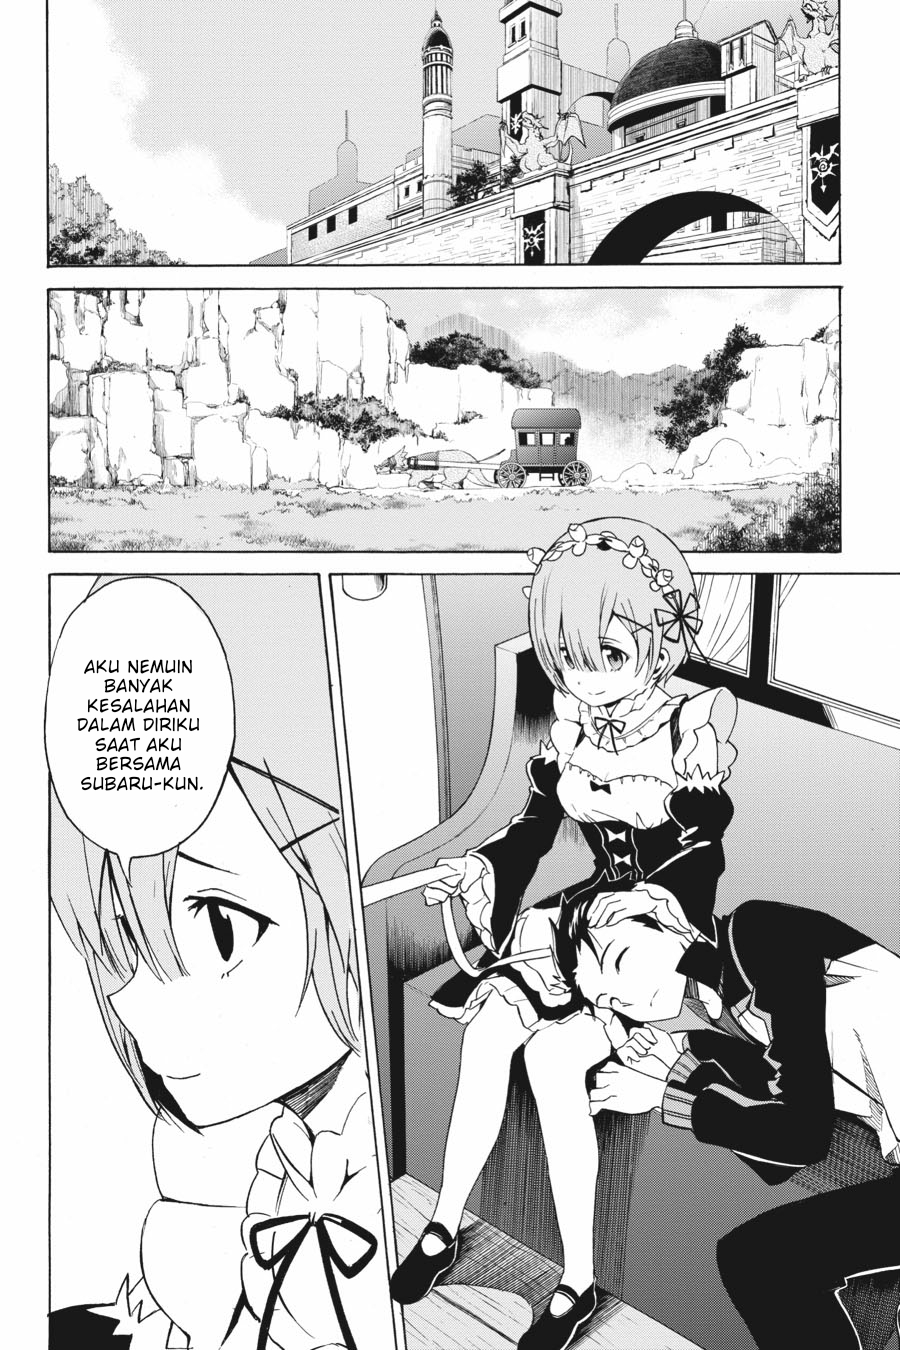 AKU NEMUIN
BANYAK
KESALAHAN
DALAM DIRIKU
SAAT AKU
BERSAMA
SUBARU-KUN.